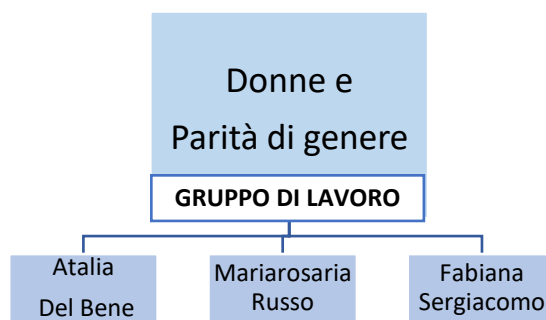 Donne e
Parità di genere
GRUPPO DI LAVORO
Atalia
Del Bene
Mariarosaria
Russo
Fabiana
Sergiacomo